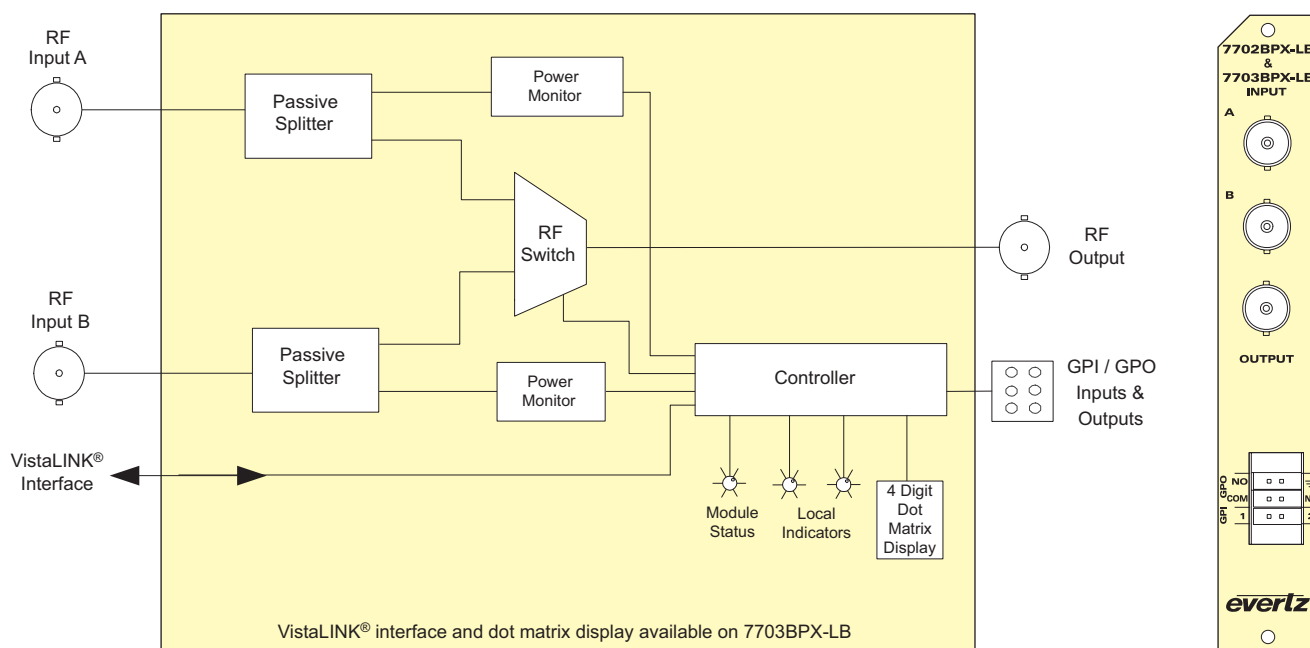 RF
Input A
Passive
Splitter
Power
Monitor
RF
Switch
RF
Output
RF
Input B
Passive
Splitter
Power
Monitor
Controller
GPI / GPO
Inputs &
Outputs
VistaLINK®
Interface
Module
Status
Local
Indicators
4 Digit
Dot
Matrix
Display
VistaLINK® interface and dot matrix display available on 7703BPX-LB
7702BPX-LB
&
7703BPX-LB
INPUT
A
B
OUTPUT
GPO
NO
COM
GPI
1
evertz